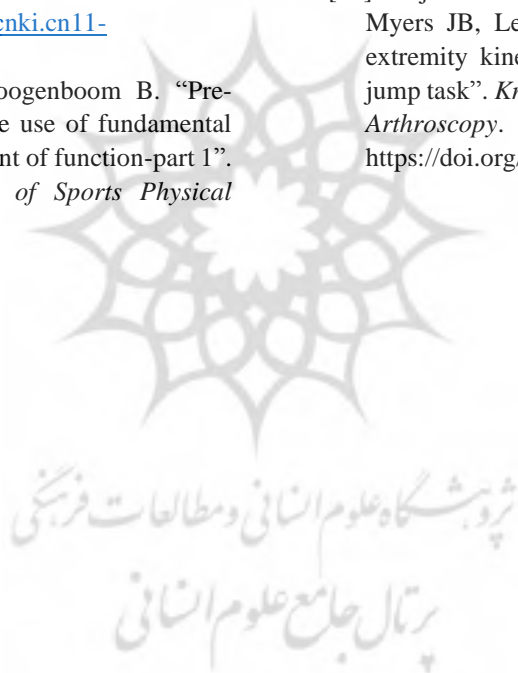 cnki.cn11-
oogenboom B. “Pre-
e use of fundamental
nt of function-part 1”.
of Sports Physical
Myers JB, Le
extremity kine
jump task”. Kn
Arthroscopy.
https://doi.org/
پژوهشگاه علوم انسانی و مطالعات فرهنگی
پرتال جامع علوم انسانی